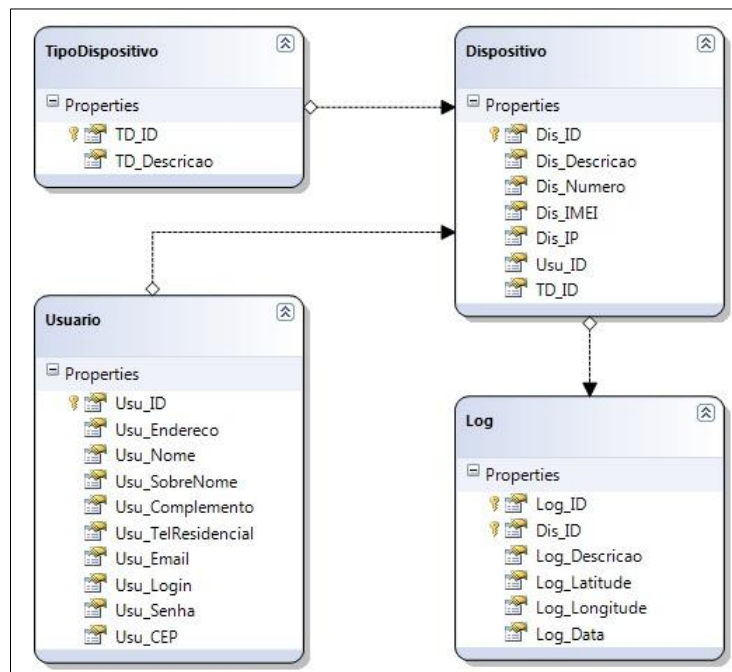 TipoDispositivo
Properties
TD_ID
TD_Descricao
Dispositivo
Properties
Dis_ID
Dis_Descricao
Dis_Numero
Dis_IMEI
Dis_IP
Usu_ID
TD_ID
Usuario
Properties
Usu_ID
Usu_Endereco
Usu_Nome
Usu_SobreNome
Usu_Complemento
Usu_TelResidencial
Usu_Email
Usu_Login
Usu_Senha
Usu_CEP
Log
Properties
Log_ID
Dis_ID
Log_Descricao
Log_Latitude
Log_Longitude
Log_Data